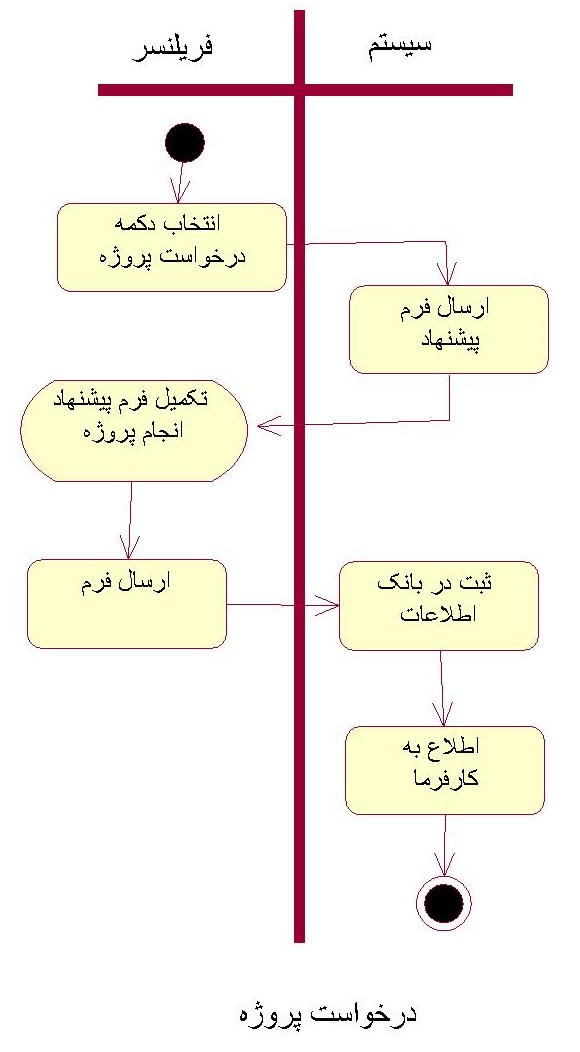 سیستم
فریلنسر
انتخاب دکمه
درخواست پروژه
ارسال فرم
پیشنهاد
تکمیل فرم پیشنهاد
انجام پروژه
ارسال فرم
ثبت در بانک
اطلاعات
اطلاع به
کارفرما
درخواست پروژه